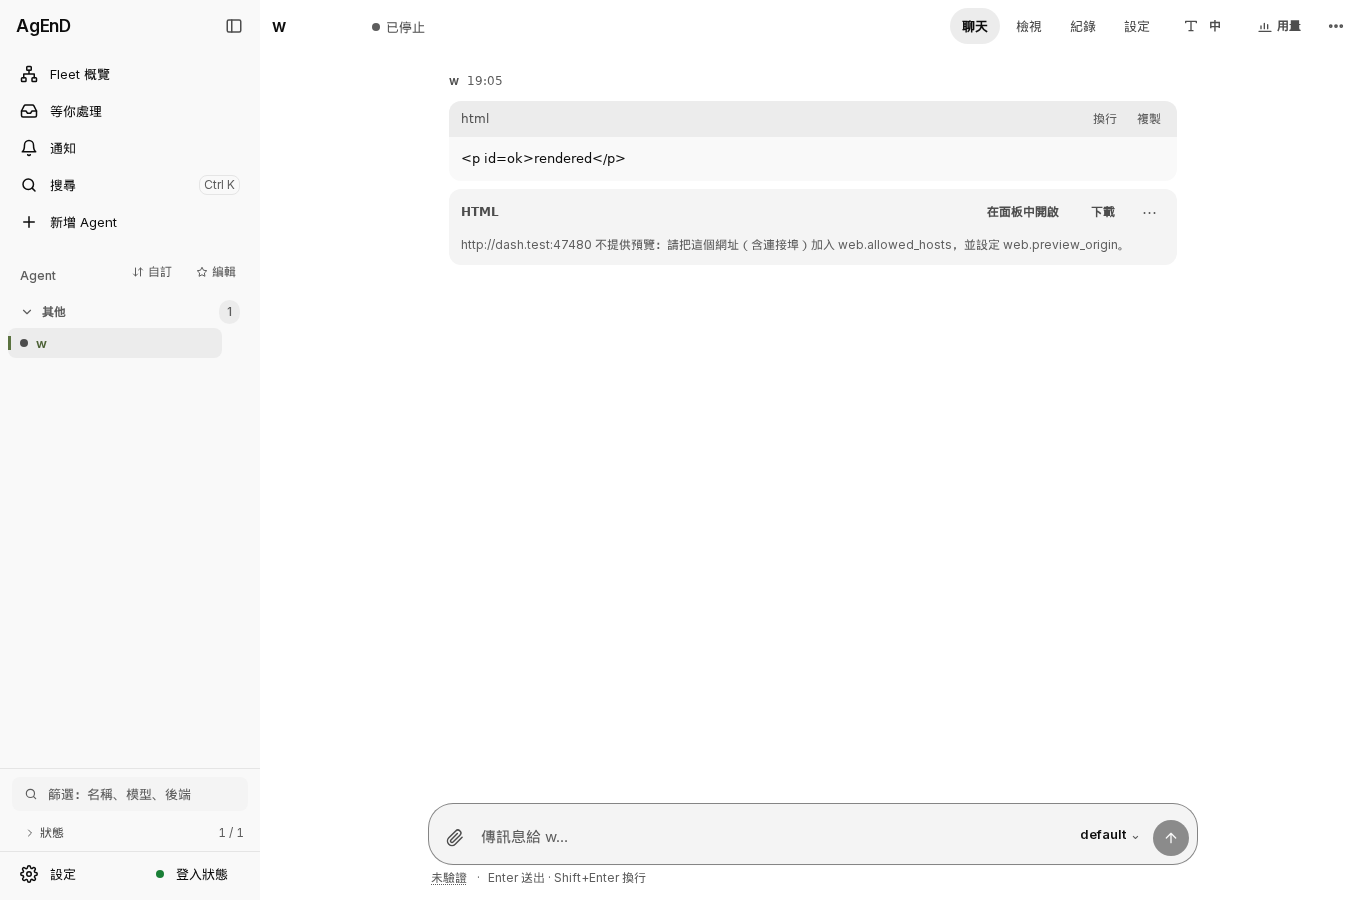 AgEnD
Fleet 概覽
等你處理
通知
搜尋 Ctrl K
新增 Agent
Agent 自訂 編輯
其他 1
w
篩選：名稱、模型、後端
狀態 1 / 1
設定 登入狀態
w 已停止 聊天 檢視 紀錄 設定 中 用量 •••
w 19:05
html 換行 複製
<p id=ok>rendered</p>
HTML 在面板中開啟 下載 ⋯
http://dash.test:47480 不提供預覽：請把這個網址（含連接埠）加入 web.allowed_hosts，並設定 web.preview_origin。
傳訊息給 w… default
未驗證 · Enter 送出 · Shift+Enter 換行